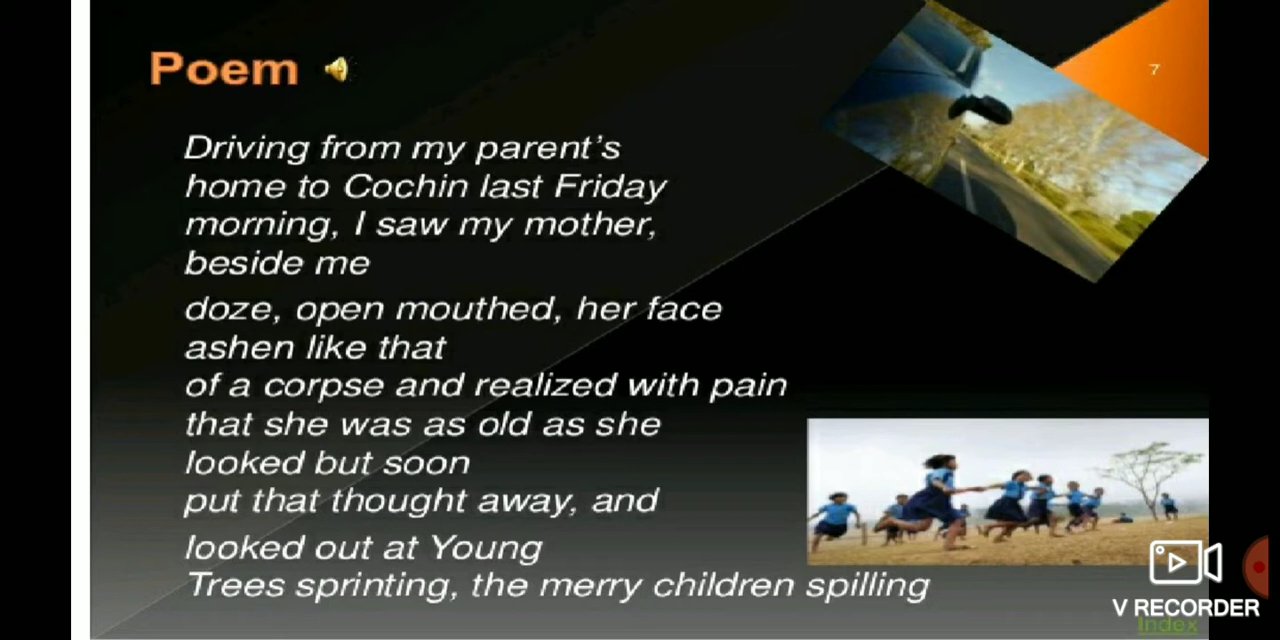 Poem
7
Driving from my parent's
home to Cochin last Friday
morning, I saw my mother,
beside me
doze, open mouthed, her face
ashen like that
of a corpse and realized with pain
that she was as old as she
looked but soon
put that thought away, and
looked out at Young
Trees sprinting, the merry children spilling
V RECORDER
Index